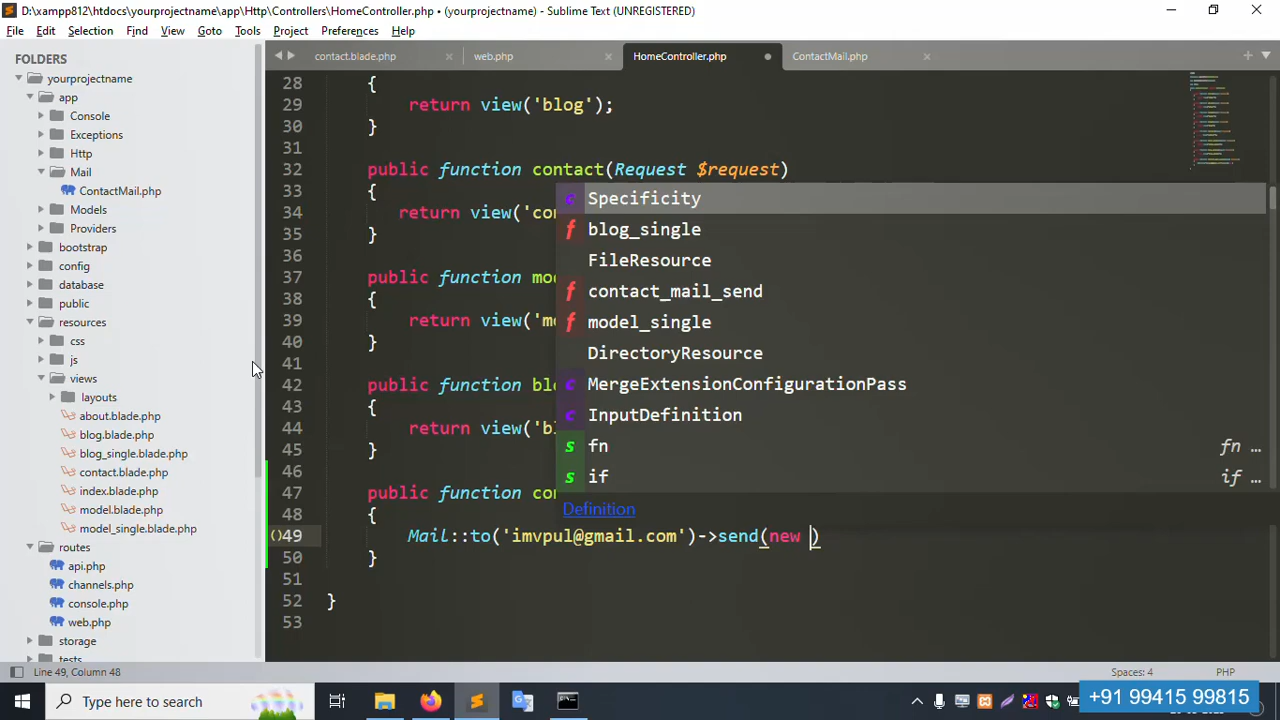 D:\xampp812\htdocs\yourprojectname\app\Http\Controllers\HomeController.php • (yourprojectname) - Sublime Text (UNREGISTERED)
File Edit Selection Find View Goto Tools Project Preferences Help
FOLDERS
yourprojectname
app
Console
Exceptions
Http
Mail
ContactMail.php
Models
Providers
bootstrap
config
database
public
resources
css
js
views
layouts
about.blade.php
blog.blade.php
blog_single.blade.php
contact.blade.php
index.blade.php
model.blade.php
model_single.blade.php
routes
api.php
channels.php
console.php
web.php
storage
tests
contact.blade.php web.php HomeController.php ContactMail.php
28 {
29 return view('blog');
30 }
31
32 public function contact(Request $request)
33 {
34 return view('con
35 }
36
37 public function mo
38 {
39 return view('mo
40 }
41
42 public function blo
43 {
44 return view('bl
45 }
46
47 public function con
48 {
49 Mail::to('imvpul@gmail.com')->send(new )
50 }
51
52 }
53
c Specificity
f blog_single
FileResource
f contact_mail_send
f model_single
DirectoryResource
c MergeExtensionConfigurationPass
c InputDefinition
s fn fn …
s if if …
Definition
Line 49, Column 48 Spaces: 4 PHP
Type here to search
+91 99415 99815